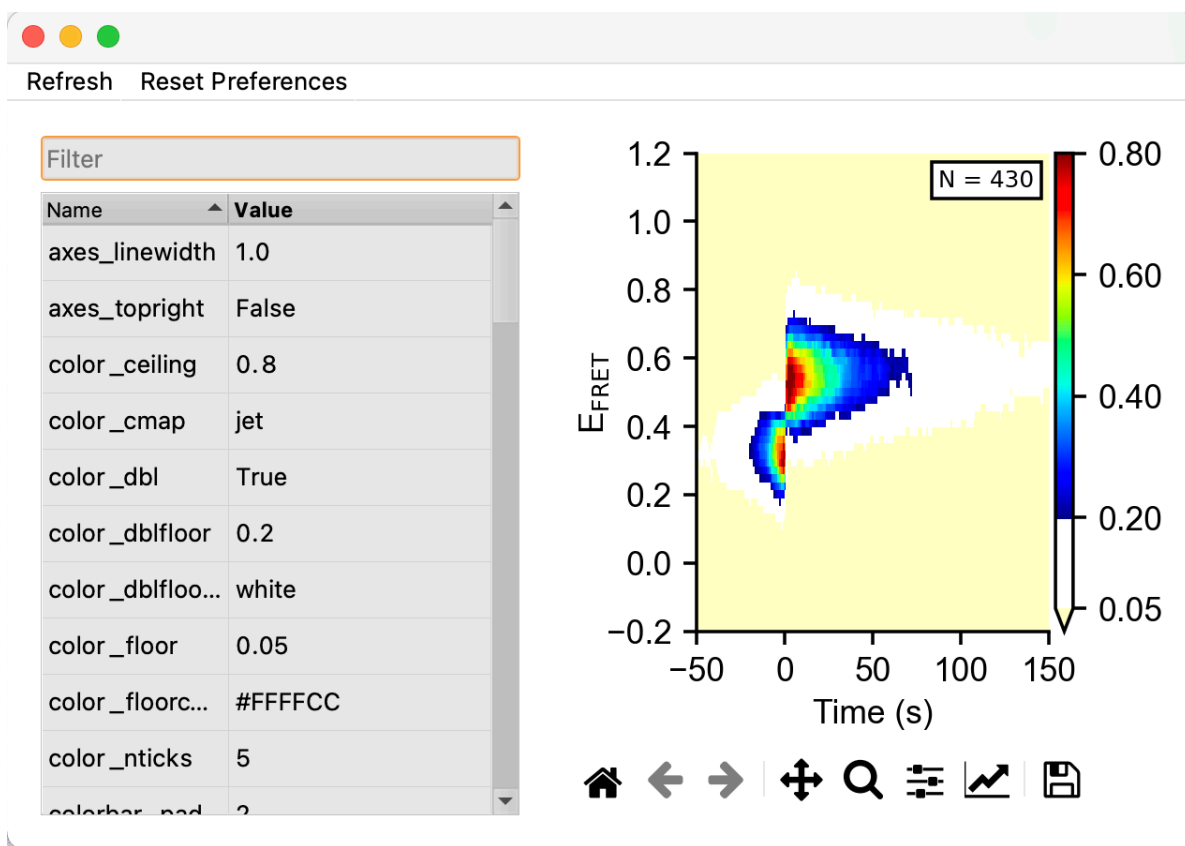 Refresh Reset Preferences
Filter
Name Value
axes_linewidth 1.0
axes_topright False
color_ceiling 0.8
color_cmap jet
color_dbl True
color_dblfloor 0.2
color_dblfloo... white
color_floor 0.05
color_floorc... #FFFFCC
color_nticks 5
colorbar_pad 2
1.2
1.0
0.8
0.6
0.4
0.2
0.0
−0.2
EFRET
N = 430
−50 0 50 100 150
Time (s)
0.80
0.60
0.40
0.20
0.05